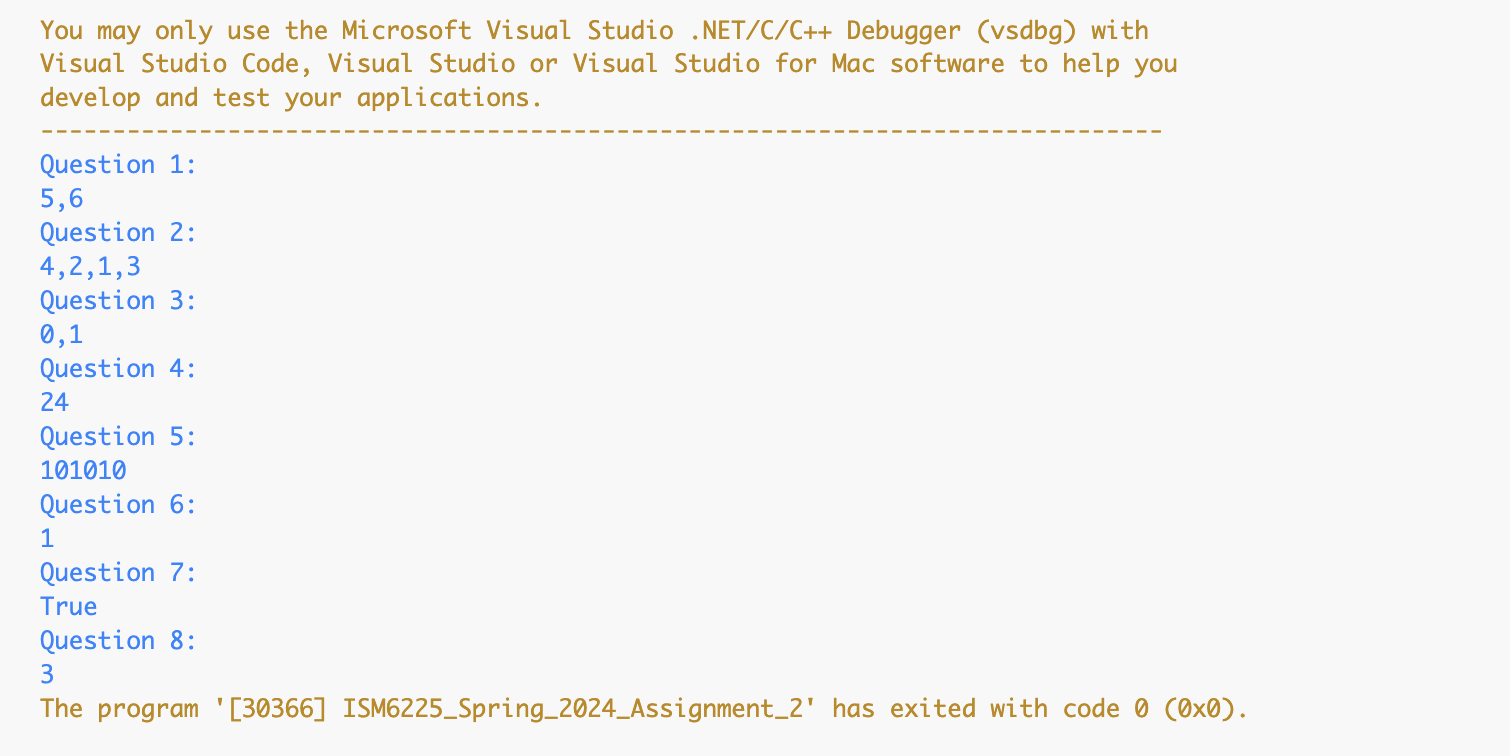 You may only use the Microsoft Visual Studio .NET/C/C++ Debugger (vsdbg) with
Visual Studio Code, Visual Studio or Visual Studio for Mac software to help you
develop and test your applications.
------------------------------------------------------------------------------
Question 1:
5,6
Question 2:
4,2,1,3
Question 3:
0,1
Question 4:
24
Question 5:
101010
Question 6:
1
Question 7:
True
Question 8:
3
The program '[30366] ISM6225_Spring_2024_Assignment_2' has exited with code 0 (0x0).